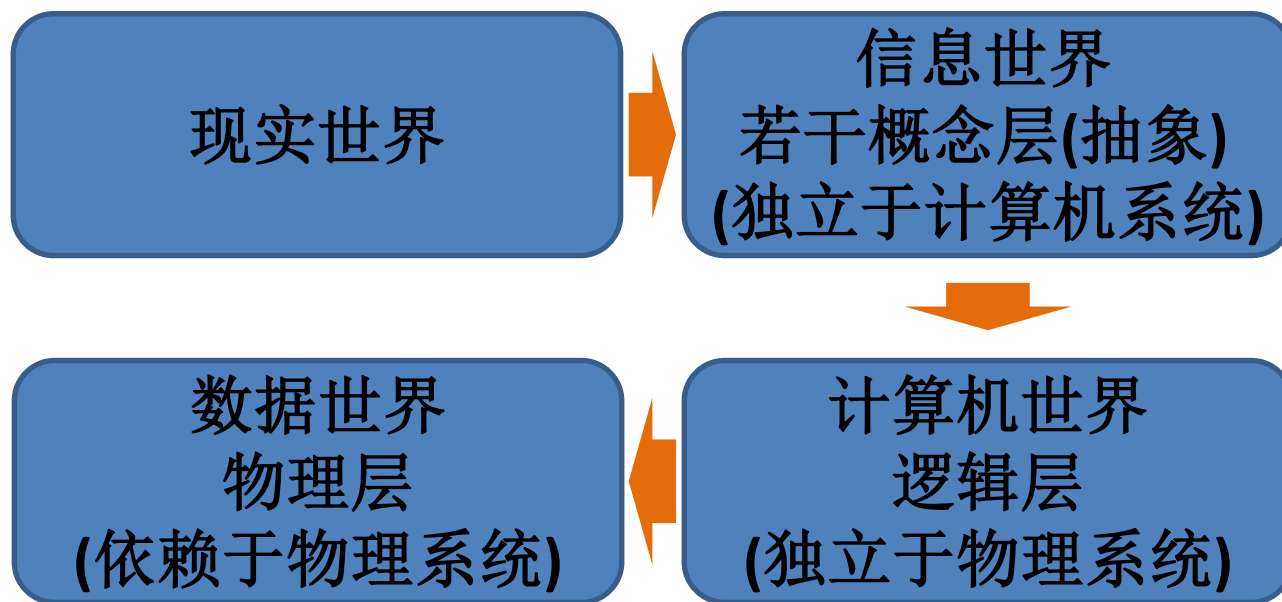 现实世界
信息世界
若干概念层(抽象)
(独立于计算机系统)
数据世界
物理层
(依赖于物理系统)
计算机世界
逻辑层
(独立于物理系统)